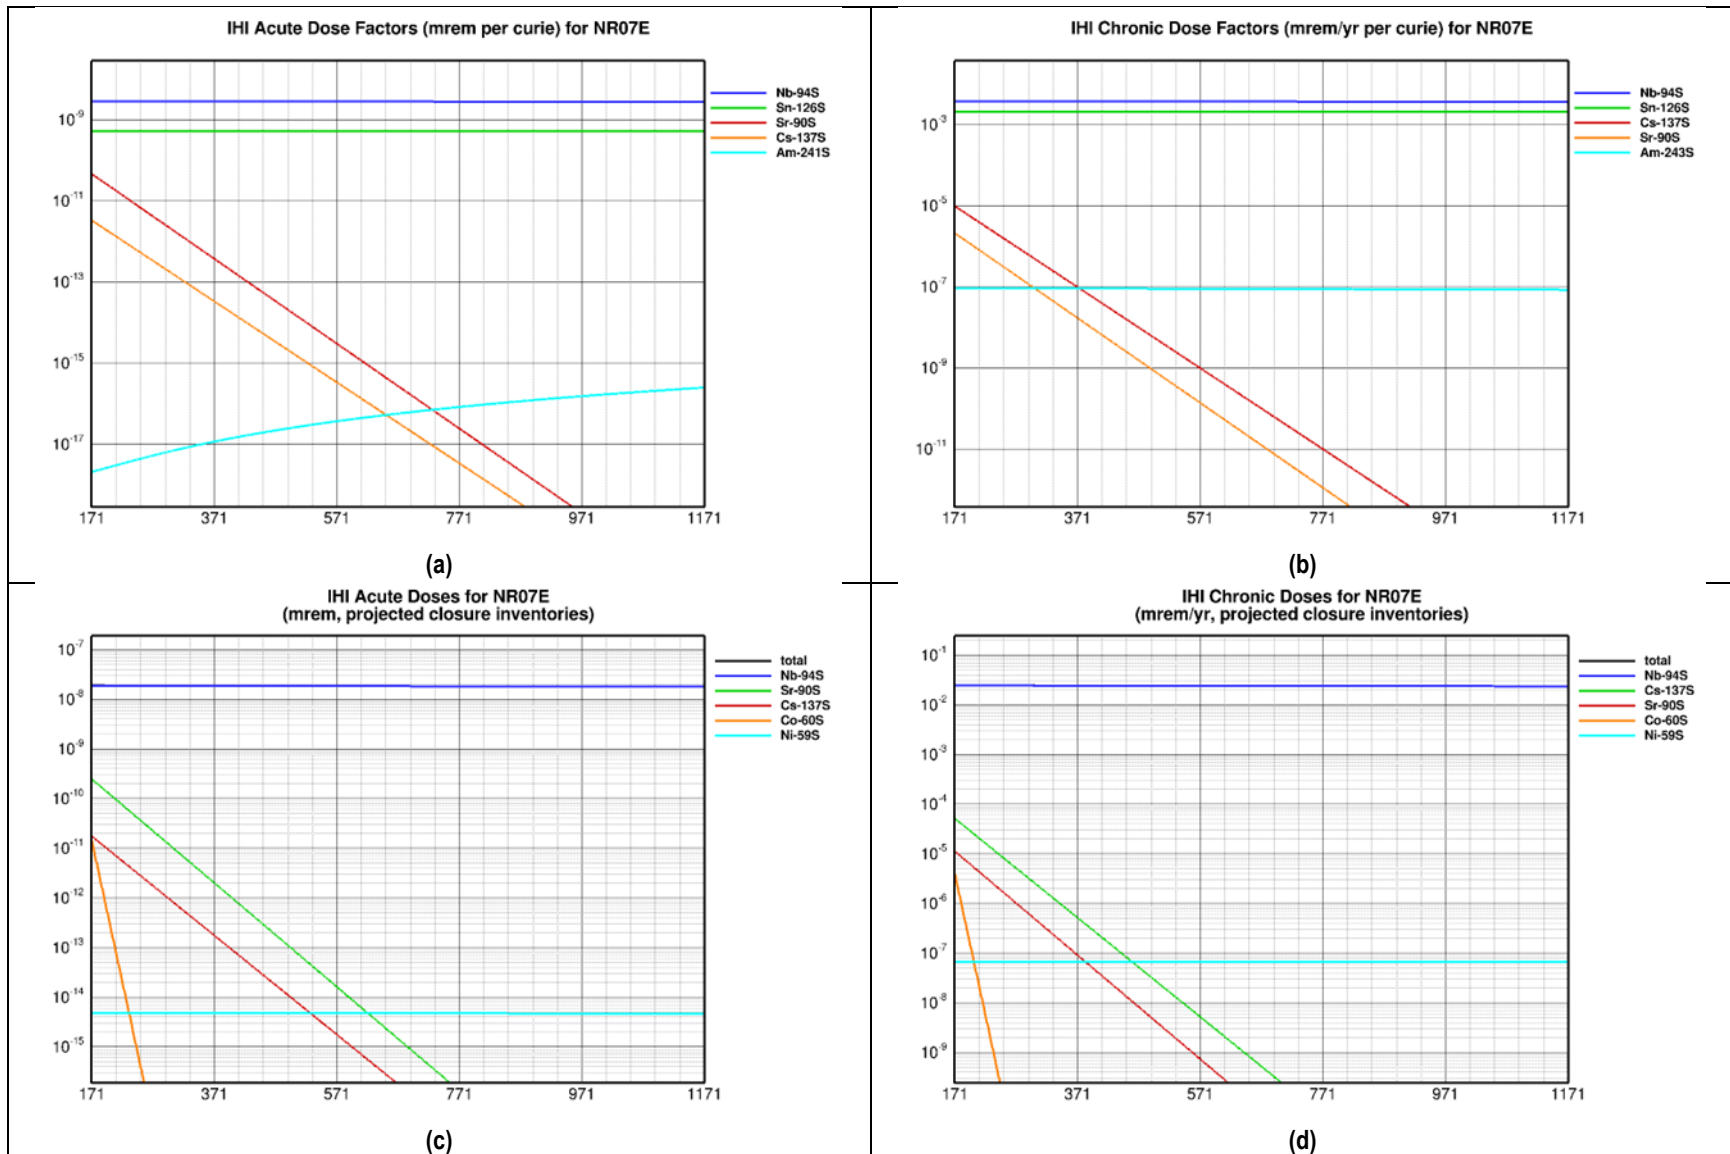 IHI Acute Dose Factors (mrem per curie) for NR07E
10-9
10-11
10-13
10-15
10-17
171 371 571 771 971 1171
Nb-94S
Sn-126S
Sr-90S
Cs-137S
Am-241S
(a)
IHI Chronic Dose Factors (mrem/yr per curie) for NR07E
10-3
10-5
10-7
10-9
10-11
171 371 571 771 971 1171
Nb-94S
Sn-126S
Cs-137S
Sr-90S
Am-243S
(b)
IHI Acute Doses for NR07E
(mrem, projected closure inventories)
10-7
10-8
10-9
10-10
10-11
10-12
10-13
10-14
10-15
171 371 571 771 971 1171
total
Nb-94S
Sr-90S
Cs-137S
Co-60S
Ni-59S
(c)
IHI Chronic Doses for NR07E
(mrem/yr, projected closure inventories)
10-1
10-2
10-3
10-4
10-5
10-6
10-7
10-8
10-9
171 371 571 771 971 1171
total
Nb-94S
Cs-137S
Sr-90S
Co-60S
Ni-59S
(d)